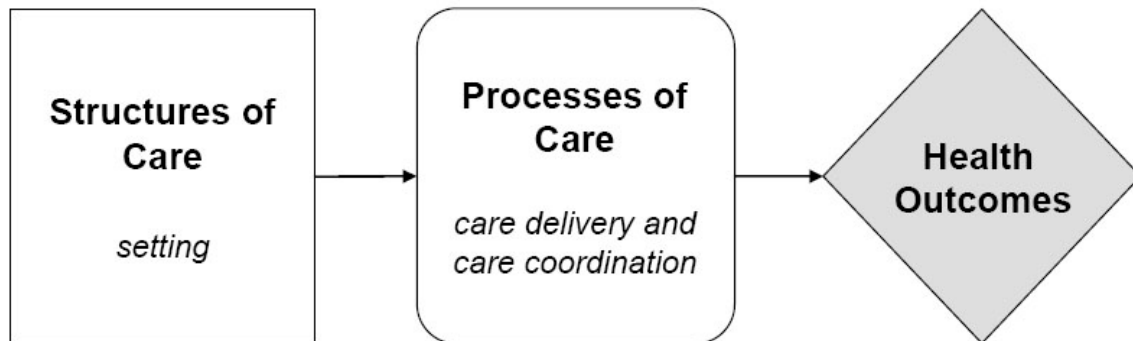 Structures of
Care
setting
Processes of
Care
care delivery and
care coordination
Health
Outcomes